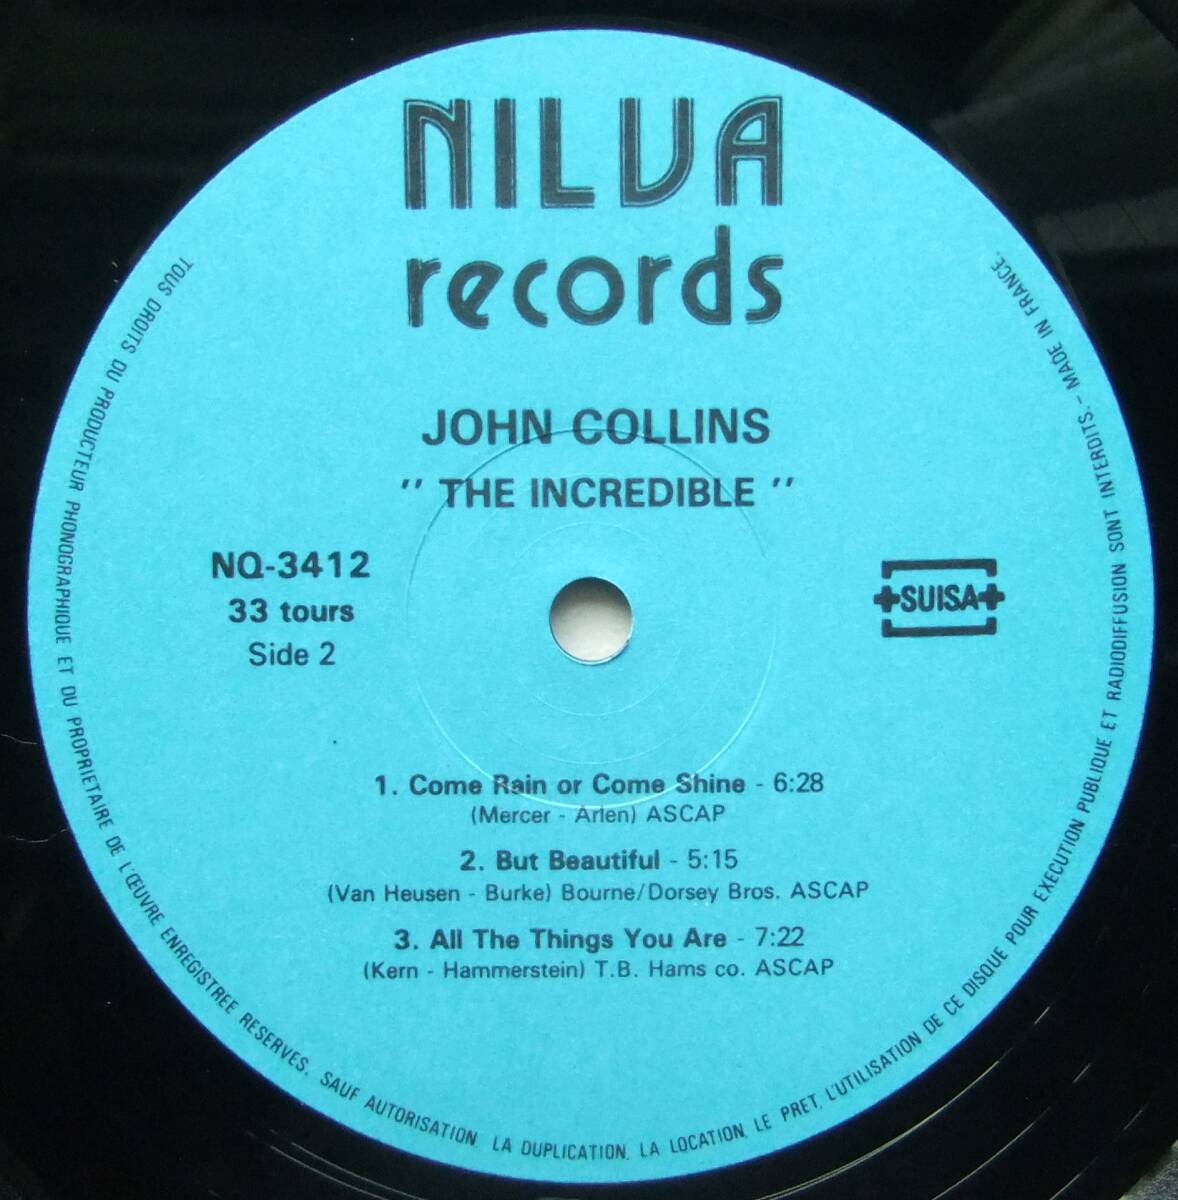 NILVA
records
JOHN COLLINS
" THE INCREDIBLE "
NQ-3412
33 tours
Side 2
SUISA
1. Come Rain or Come Shine - 6:28
(Mercer - Arlen) ASCAP
2. But Beautiful - 5:15
(Van Heusen - Burke) Bourne/Dorsey Bros. ASCAP
3. All The Things You Are - 7:22
(Kern - Hammerstein) T.B. Hams co. ASCAP
TOUS DROITS DU PRODUCTEUR PHONOGRAPHIQUE ET DU PROPRIETAIRE DE L'ŒUVRE ENREGISTREE RESERVES. SAUF AUTORISATION, LA DUPLICATION, LA LOCATION, LE PRET, L'UTILISATION DE CE DISQUE POUR EXECUTION PUBLIQUE ET RADIODIFFUSION SONT INTERDITS. - MADE IN FRANCE.